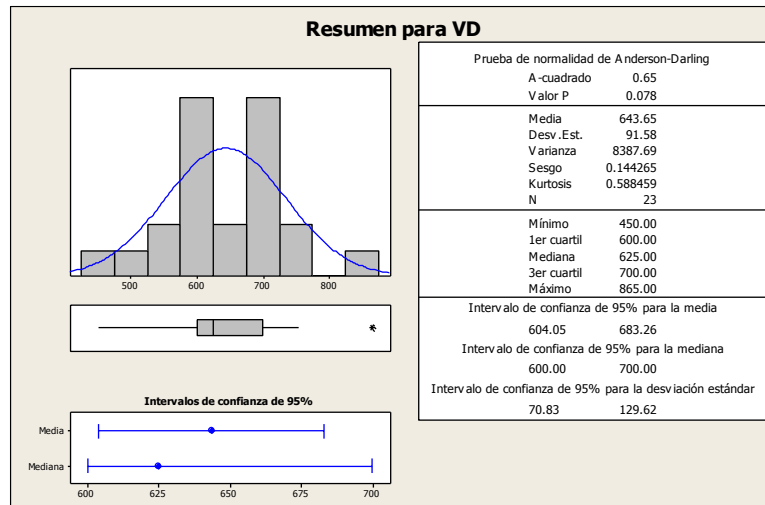 Resumen para VD
500 600 700 800
Intervalos de confianza de 95%
Media
Mediana
600 625 650 675 700
Prueba de normalidad de Anderson-Darling
A-cuadrado 0.65
Valor P 0.078
Media 643.65
Desv.Est. 91.58
Varianza 8387.69
Sesgo 0.144265
Kurtosis 0.588459
N 23
Mínimo 450.00
1er cuartil 600.00
Mediana 625.00
3er cuartil 700.00
Máximo 865.00
Intervalo de confianza de 95% para la media
604.05 683.26
Intervalo de confianza de 95% para la mediana
600.00 700.00
Intervalo de confianza de 95% para la desviación estándar
70.83 129.62